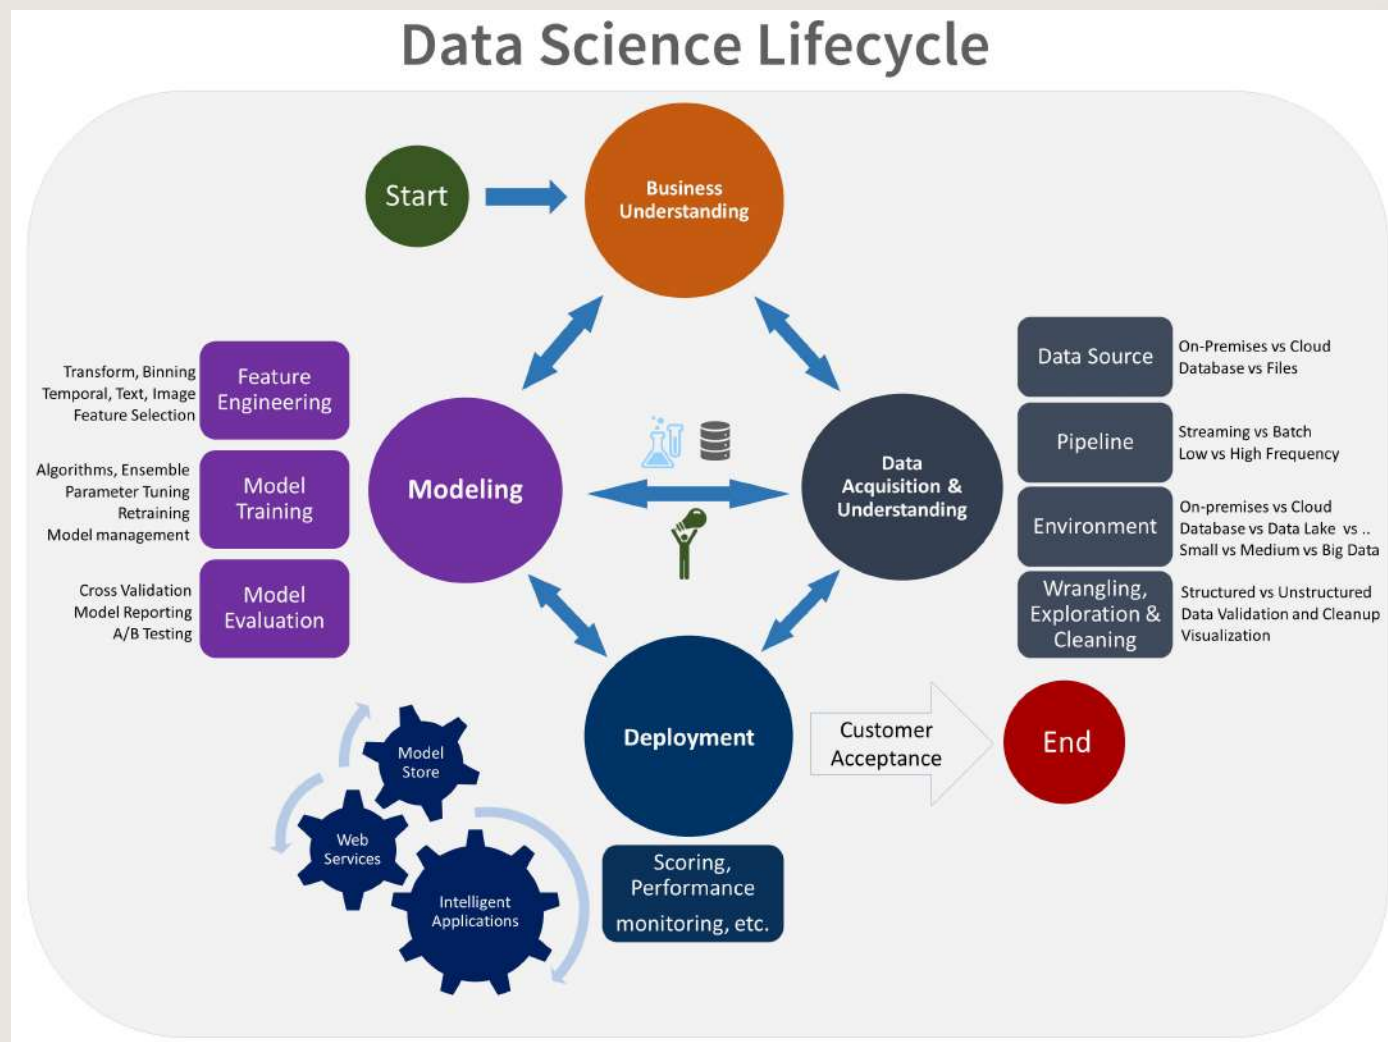 Data Science Lifecycle
Start
Business
Understanding
Transform, Binning
Temporal, Text, Image
Feature Selection
Feature
Engineering
Algorithms, Ensemble
Parameter Tuning
Retraining
Model management
Model
Training
Cross Validation
Model Reporting
A/B Testing
Model
Evaluation
Modeling
Data
Acquisition &
Understanding
Data Source
On-Premises vs Cloud
Database vs Files
Pipeline
Streaming vs Batch
Low vs High Frequency
Environment
On-premises vs Cloud
Database vs Data Lake vs ..
Small vs Medium vs Big Data
Wrangling,
Exploration &
Cleaning
Structured vs Unstructured
Data Validation and Cleanup
Visualization
Deployment
Customer
Acceptance
End
Model
Store
Web
Services
Intelligent
Applications
Scoring,
Performance
monitoring, etc.